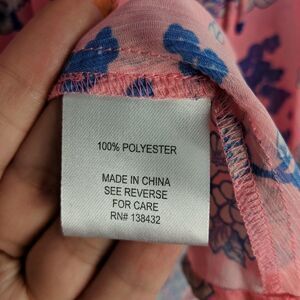 100% POLYESTER
MADE IN CHINA
SEE REVERSE
FOR CARE
RN# 138432